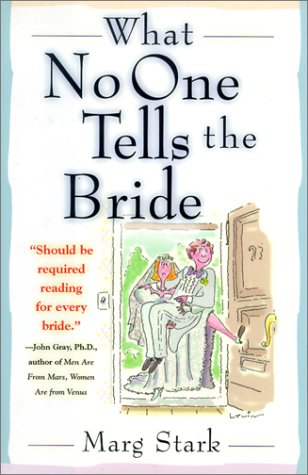 What
No One
Tells the
Bride
"Should be
required
reading
for every
bride."
—John Gray, Ph.D.,
author of Men Are
From Mars, Women
Are from Venus
Lewin
Marg Stark